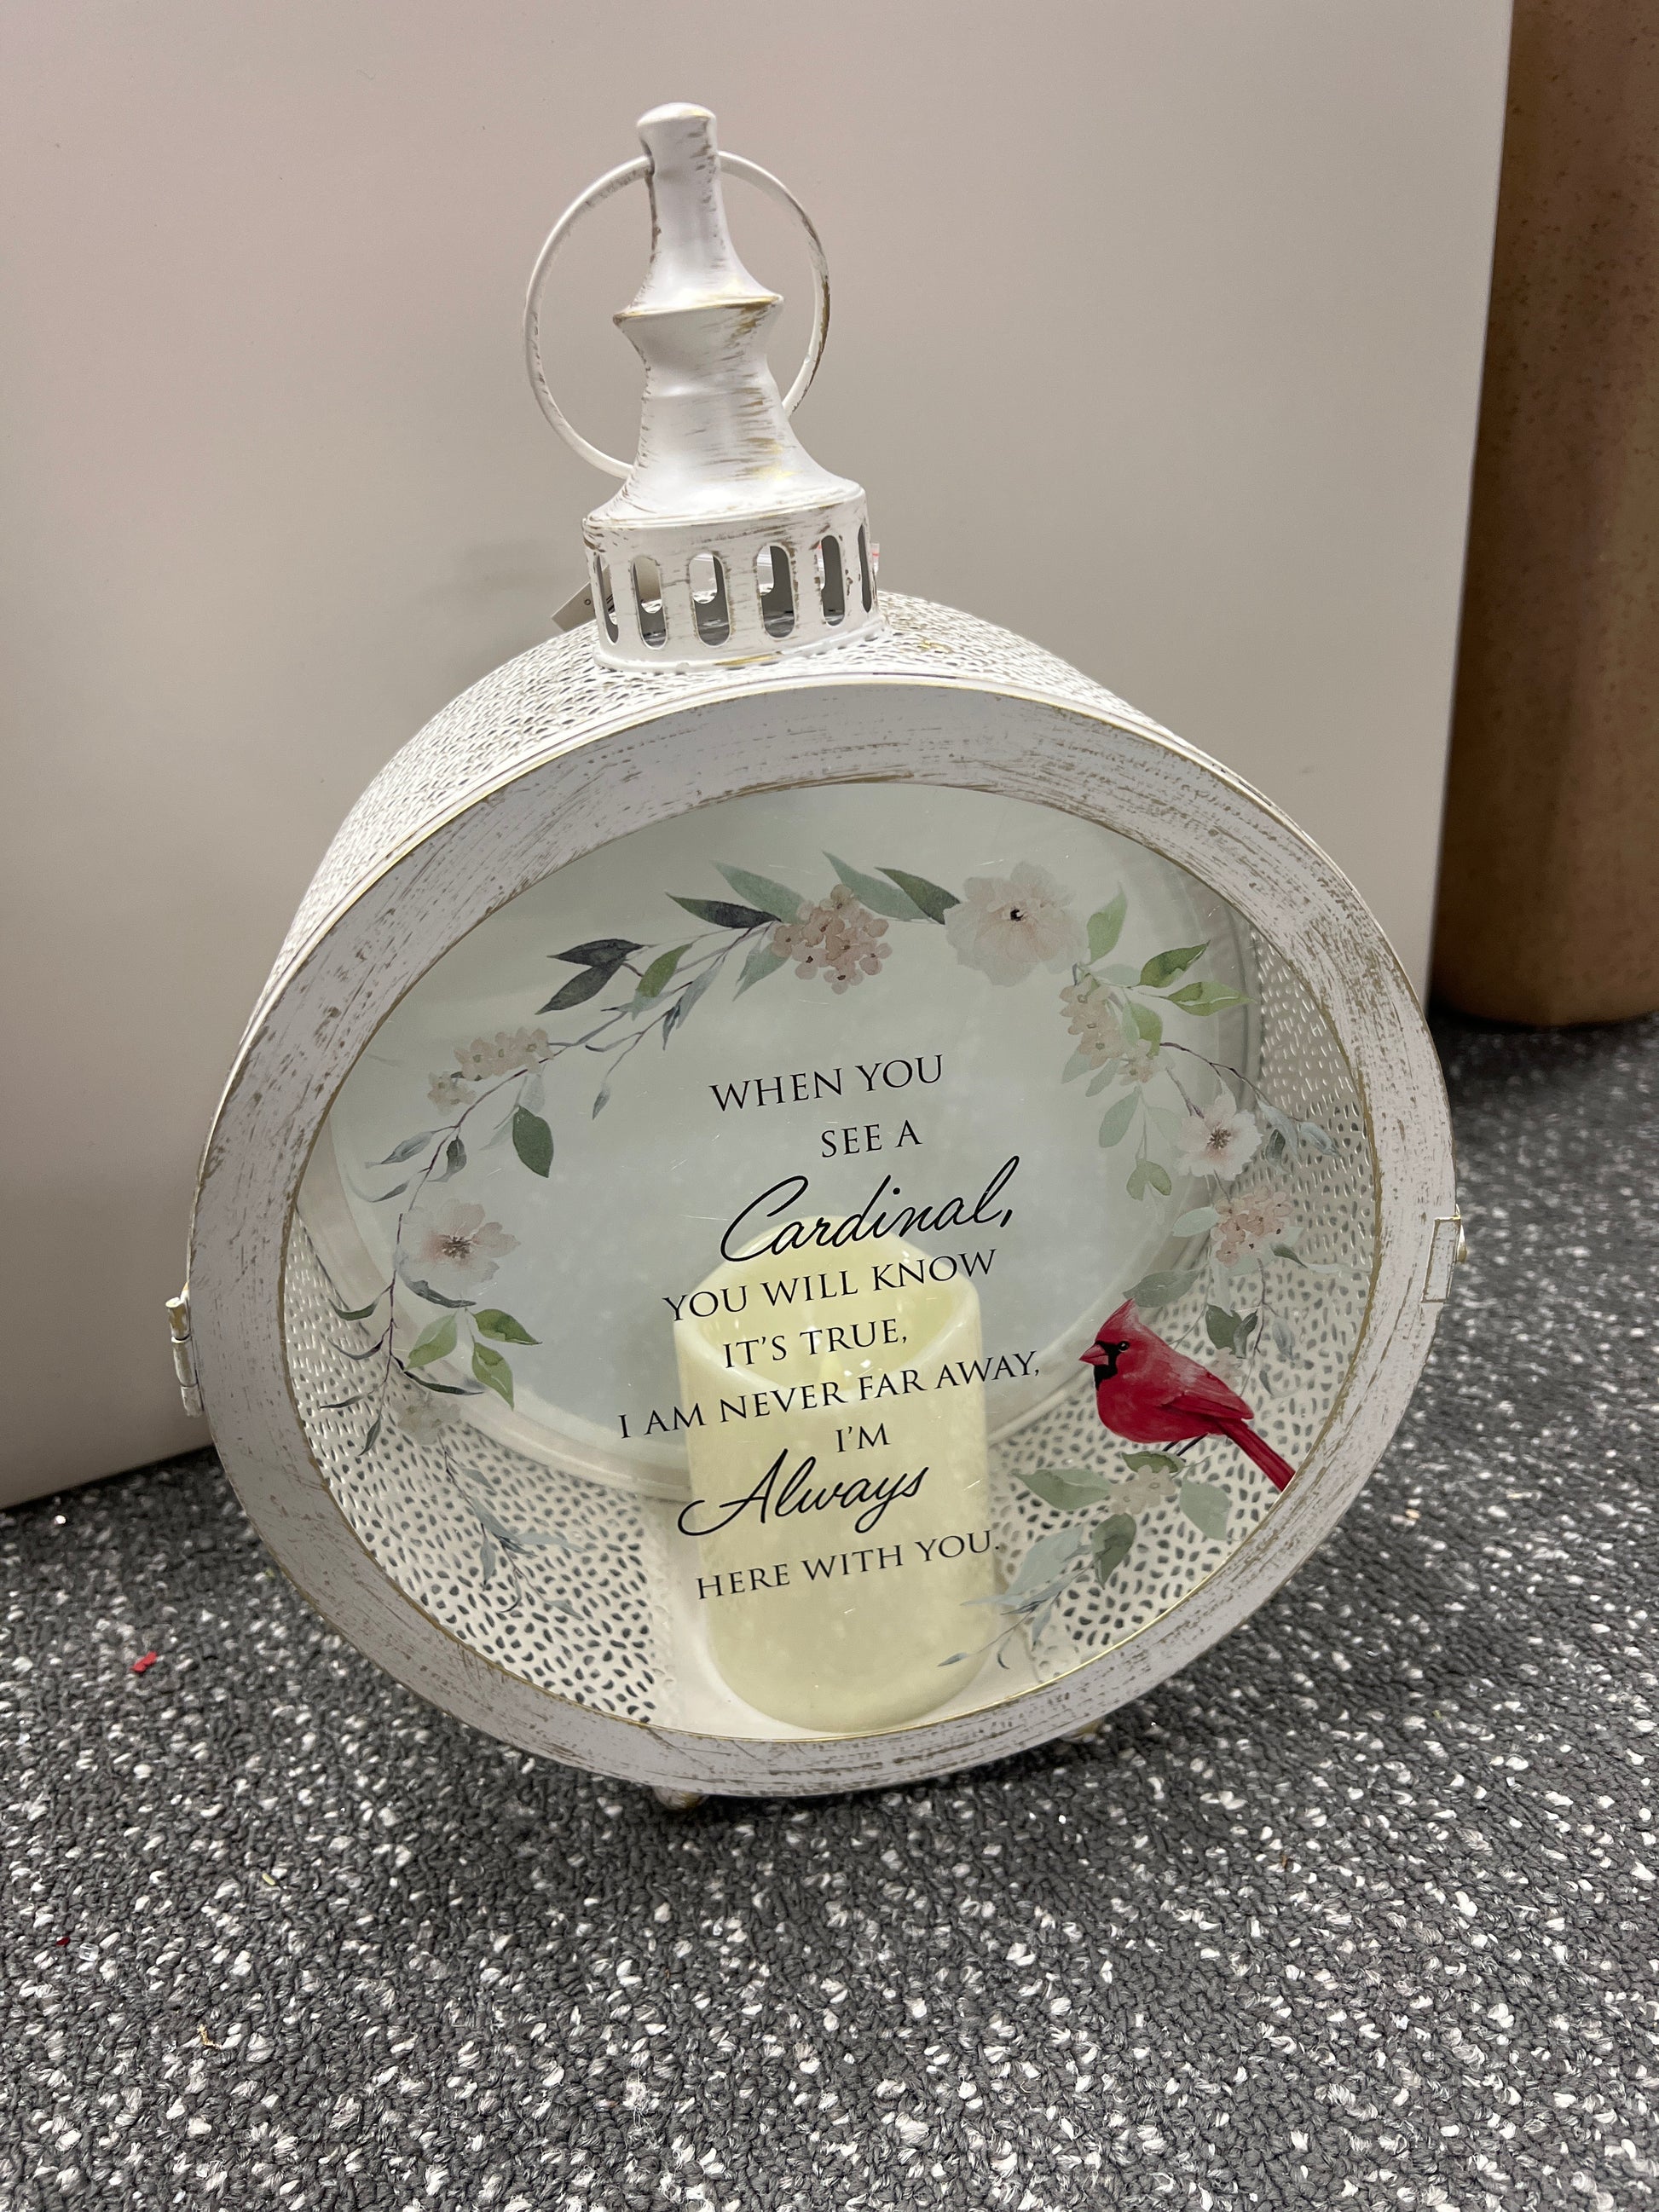 WHEN YOU
SEE A
Cardinal,
YOU WILL KNOW
IT'S TRUE,
I AM NEVER FAR AWAY,
I'M
Always
HERE WITH YOU.